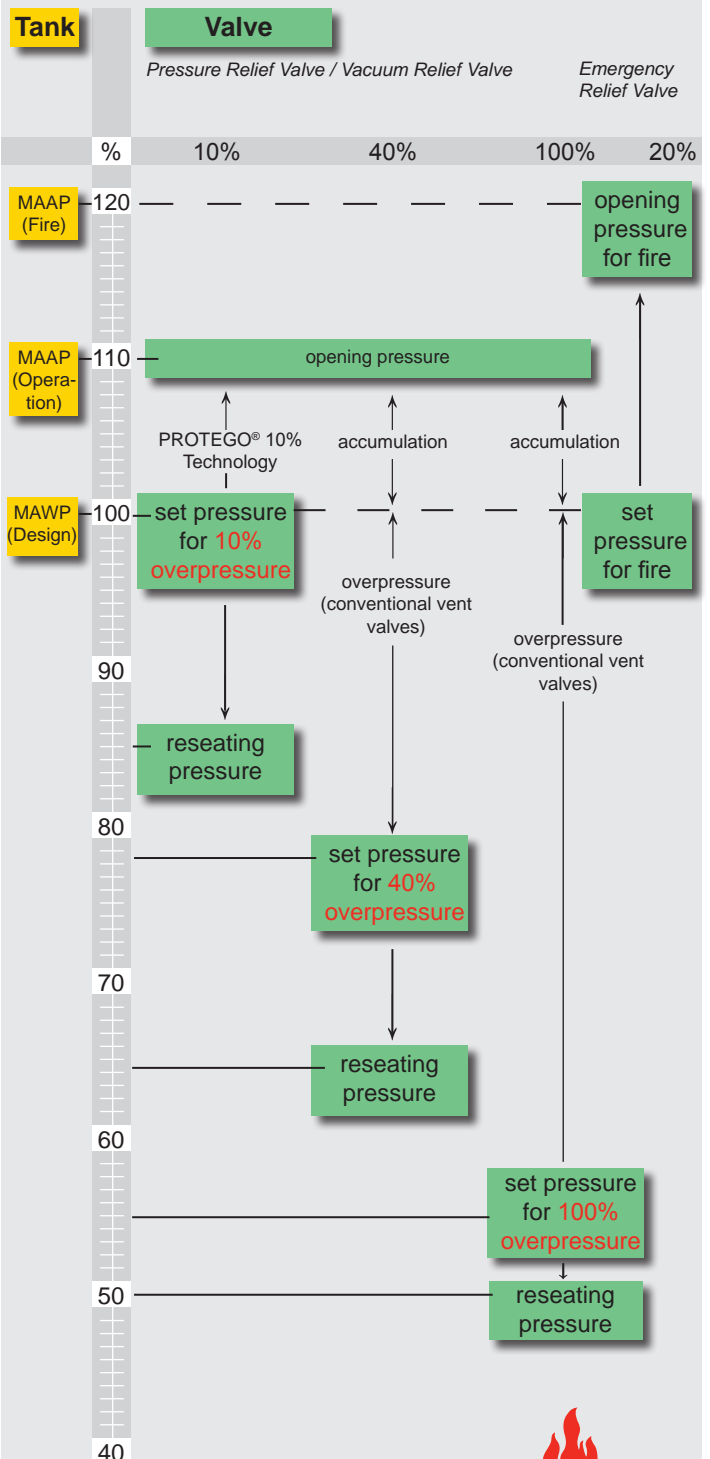 Tank
Valve
Pressure Relief Valve / Vacuum Relief Valve
Emergency
Relief Valve
% 10% 40% 100% 20%
MAAP
(Fire)
120
opening
pressure
for fire
MAAP
(Opera-
tion)
110
opening pressure
PROTEGO® 10%
Technology
accumulation
accumulation
MAWP
(Design)
100
set pressure
for 10%
overpressure
set
pressure
for fire
overpressure
(conventional vent
valves)
overpressure
(conventional vent
valves)
90
reseating
pressure
80
set pressure
for 40%
overpressure
70
reseating
pressure
60
set pressure
for 100%
overpressure
50
reseating
pressure
40